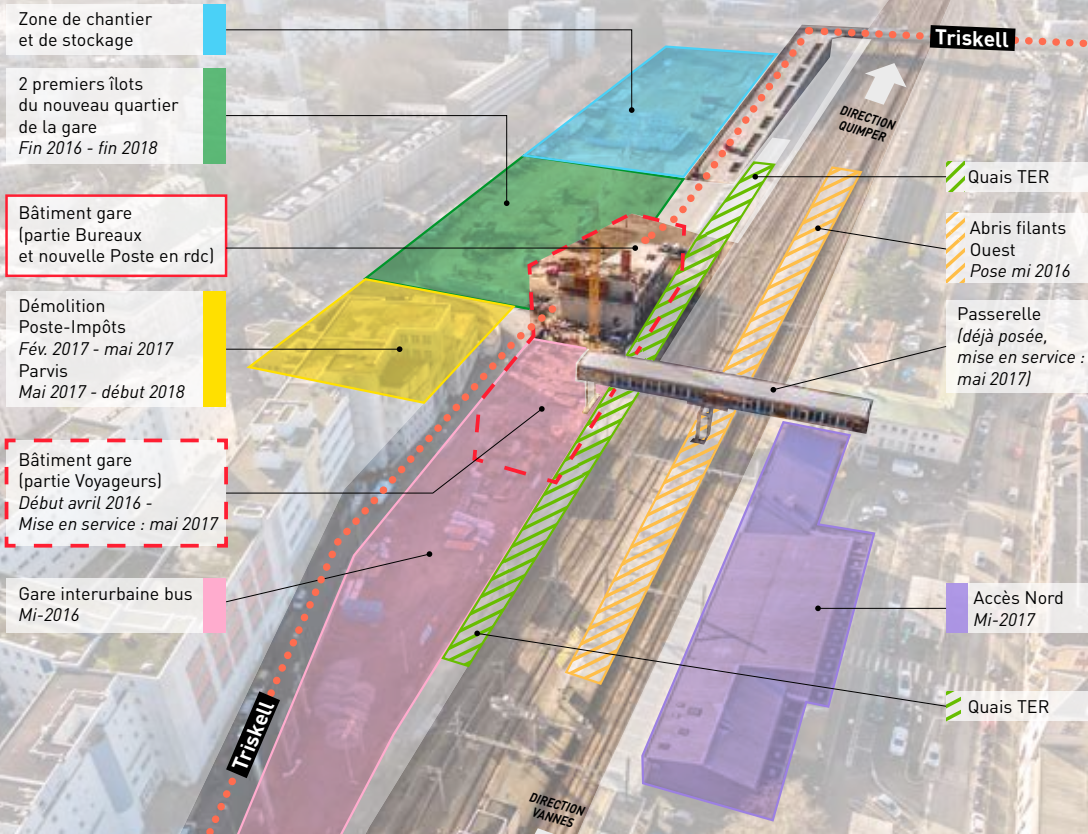 Zone de chantier
et de stockage
2 premiers îlots
du nouveau quartier
de la gare
Fin 2016 - fin 2018
Bâtiment gare
(partie Bureaux
et nouvelle Poste en rdc)
Démolition
Poste-Impôts
Fév. 2017 - mai 2017
Parvis
Mai 2017 - début 2018
Bâtiment gare
(partie Voyageurs)
Début avril 2016 -
Mise en service : mai 2017
Gare interurbaine bus
Mi-2016
Triskell
DIRECTION
QUIMPER
Quais TER
Abris filants
Ouest
Pose mi 2016
Passerelle
(déjà posée,
mise en service :
mai 2017)
Accès Nord
Mi-2017
Quais TER
Triskell
DIRECTION
VANNES